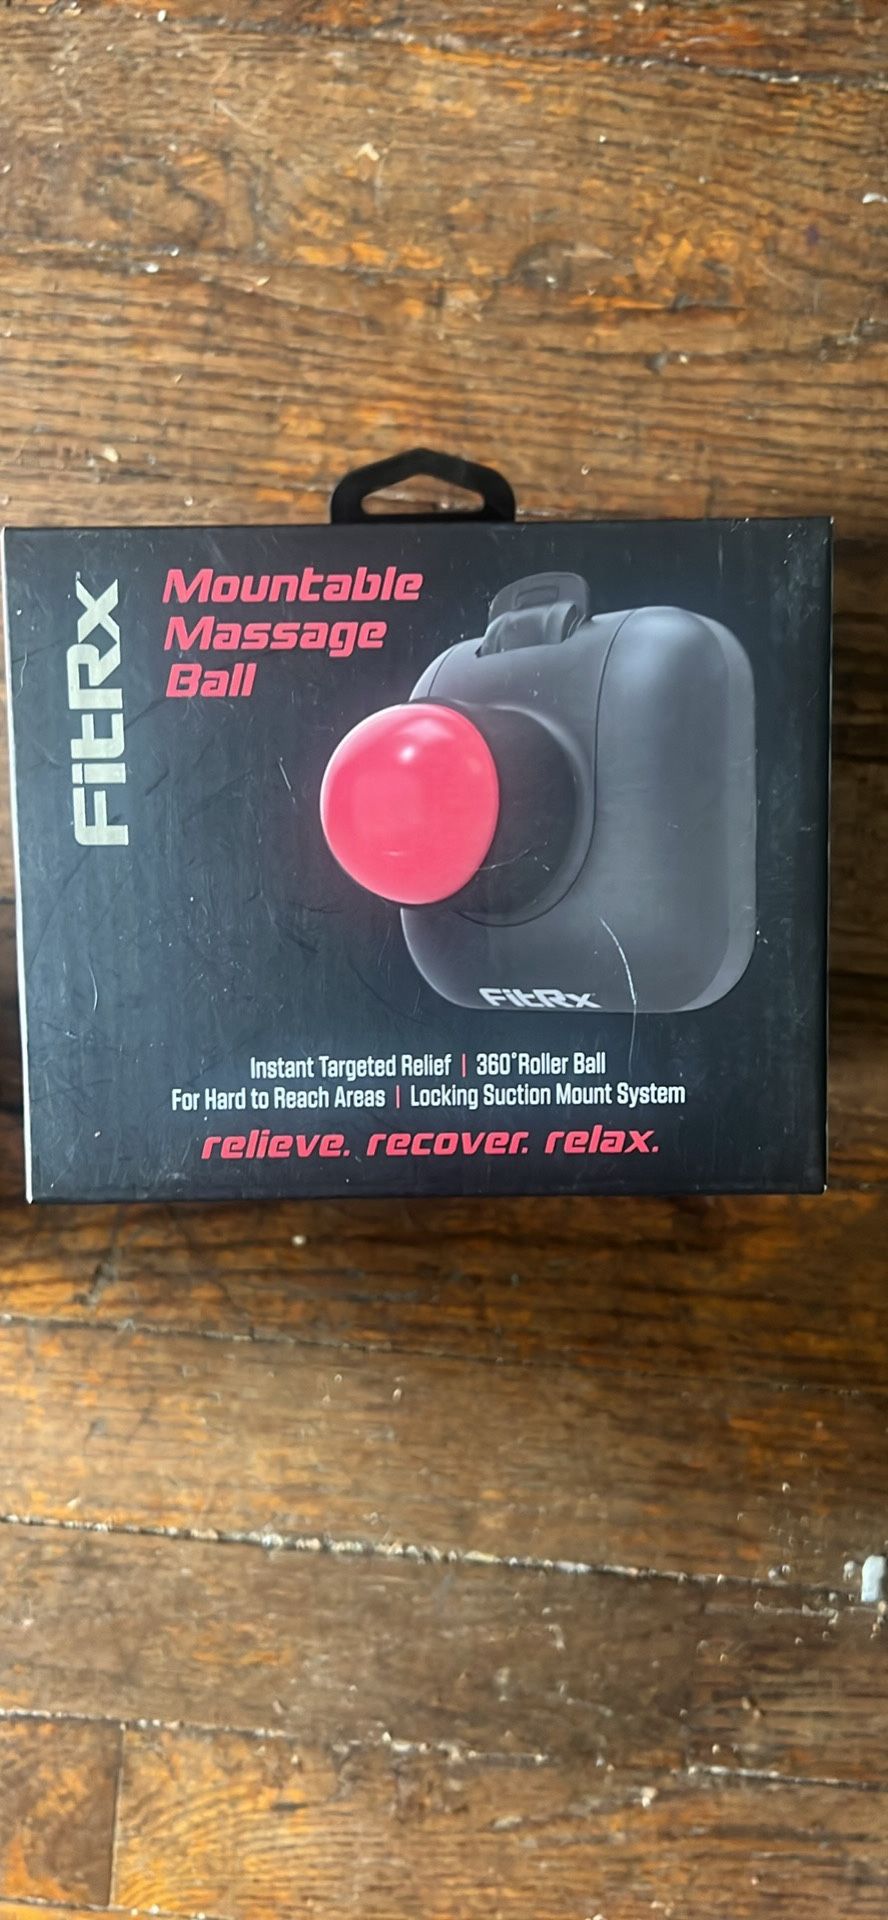 FitRx
Mountable
Massage
Ball
FitRx
Instant Targeted Relief | 360°Roller Ball
For Hard to Reach Areas | Locking Suction Mount System
relieve. recover. relax.